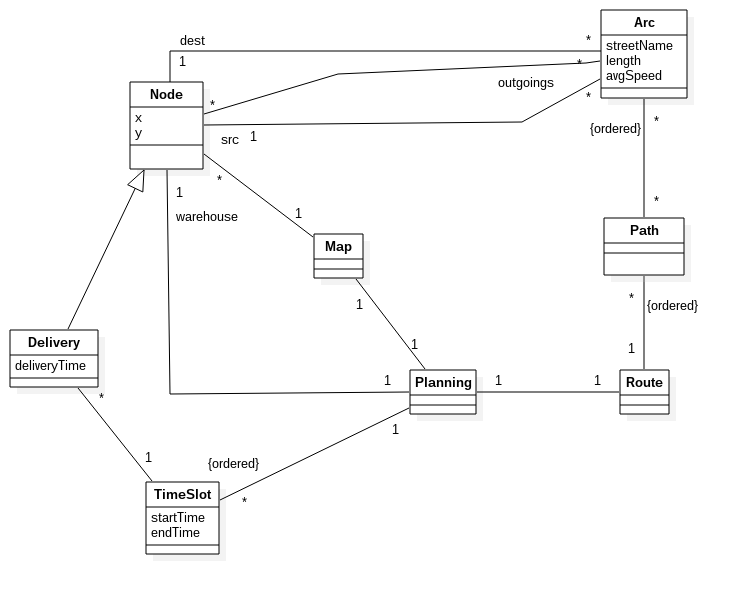 Arc
dest
*
streetName
1
length
*
avgSpeed
outgoings
Node
*
*
x
y
src
1
{ordered}
*
*
1
*
warehouse
1
Path
Map
*
{ordered}
1
Delivery
1
1
deliveryTime
Planning
1
1
1
Route
*
1
1
{ordered}
TimeSlot
*
startTime
endTime